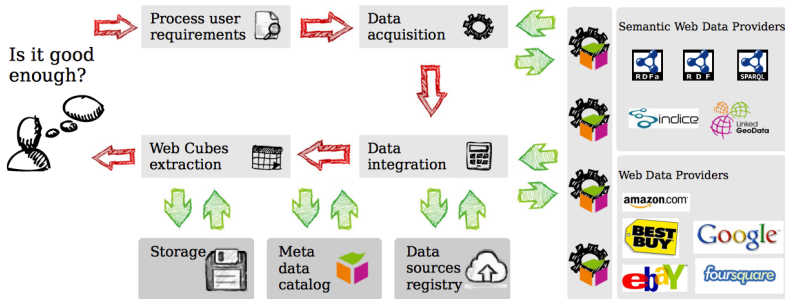 Is it good
enough?
Process user
requirements
Data
acquisition
Web Cubes
extraction
Data
integration
Storage
Meta
data
catalog
Data
sources
registry
Semantic Web Data Providers
RDFa
RDF
SPARQL
Sindice
Linked
GeoData
Web Data Providers
amazon.com
BEST
BUY
Google
ebay
foursquare